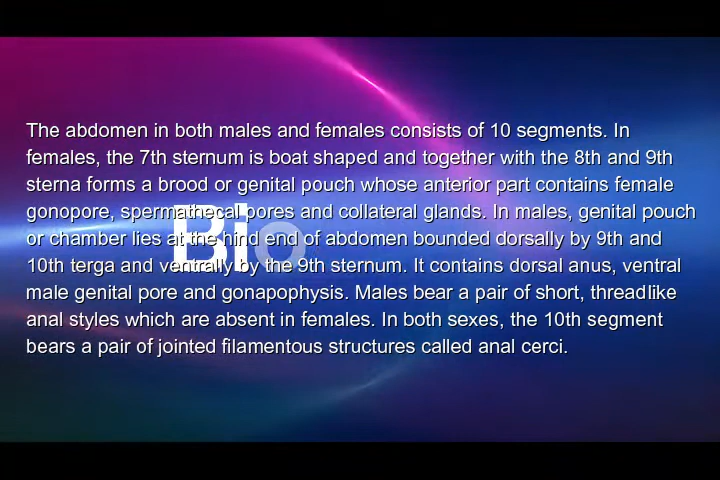 The abdomen in both males and females consists of 10 segments. In
females, the 7th sternum is boat shaped and together with the 8th and 9th
sterna forms a brood or genital pouch whose anterior part contains female
gonopore, spermathecal pores and collateral glands. In males, genital pouch
or chamber lies at the hind end of abdomen bounded dorsally by 9th and
10th terga and ventrally by the 9th sternum. It contains dorsal anus, ventral
male genital pore and gonapophysis. Males bear a pair of short, threadlike
anal styles which are absent in females. In both sexes, the 10th segment
bears a pair of jointed filamentous structures called anal cerci.
Bio